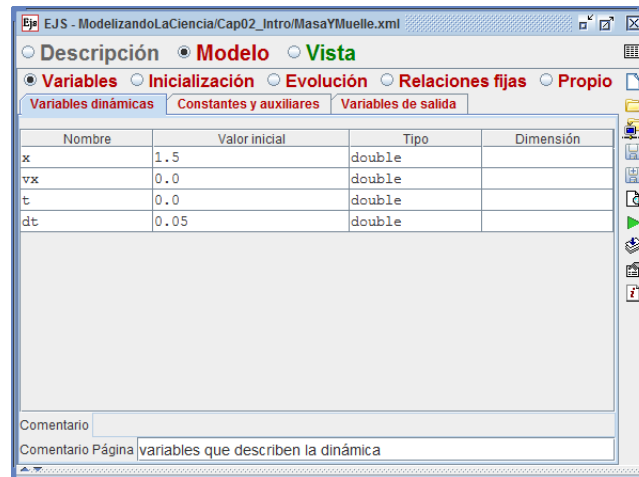 EJS - ModelizandoLaCiencia/Cap02_Intro/MasaYMuelle.xml
Descripción Modelo Vista
Variables Inicialización Evolución Relaciones fijas Propio
Variables dinámicas Constantes y auxiliares Variables de salida
Nombre Valor inicial Tipo Dimensión
x 1.5 double
vx 0.0 double
t 0.0 double
dt 0.05 double
Comentario
Comentario Página variables que describen la dinámica